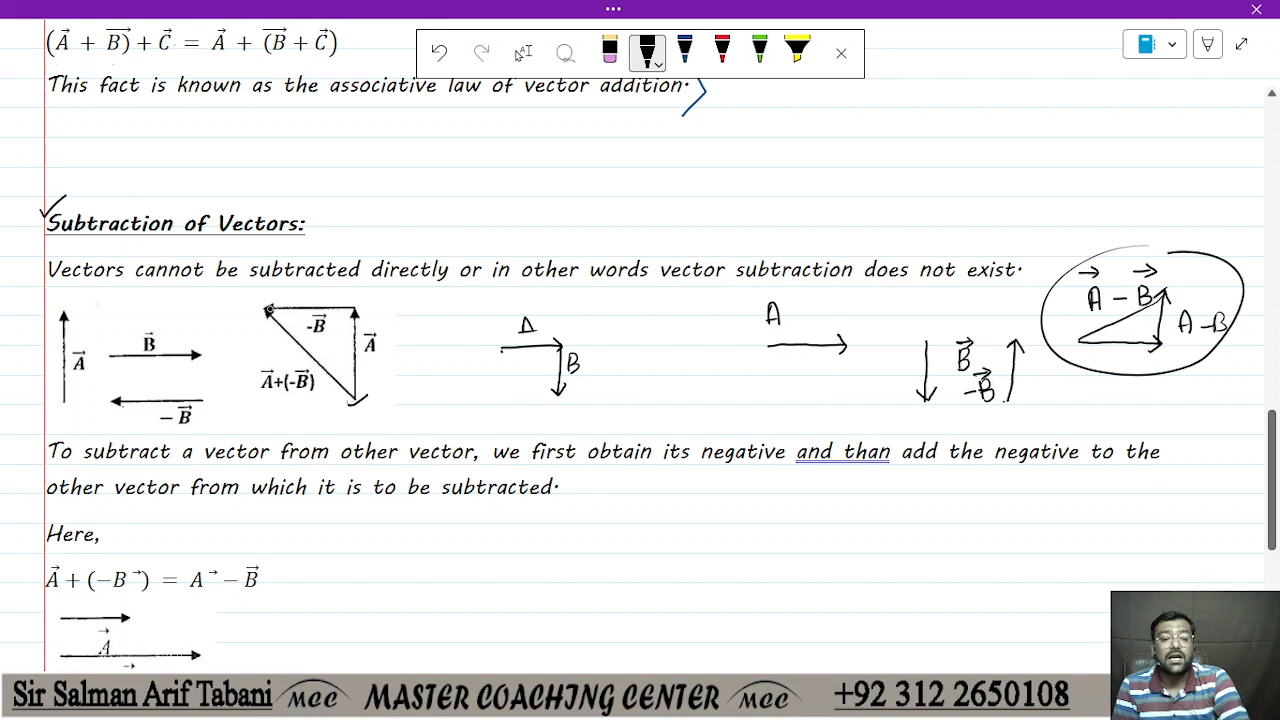 (A⃗ + B⃗) + C⃗ = A⃗ + (B⃗ + C⃗)
This fact is known as the associative law of vector addition.
Subtraction of Vectors:
Vectors cannot be subtracted directly or in other words vector subtraction does not exist.
A⃗
B⃗
−B⃗
-B⃗
A⃗
A⃗+(-B⃗)
A
B
A
B⃗
−B⃗
A⃗ − B⃗
A -B
To subtract a vector from other vector, we first obtain its negative and than add the negative to the
other vector from which it is to be subtracted.
Here,
A⃗ + (−B→) = A→ − B⃗
A⃗
Sir Salman Arif Tabani MCC MASTER COACHING CENTER MCC +92 312 2650108